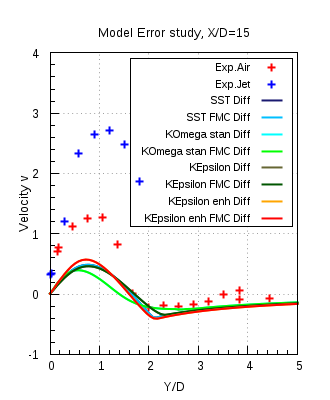 Model Error study, X/D=15
4
3
2
1
0
-1
Velocity v
Exp.Air
Exp.Jet
SST Diff
SST FMC Diff
KOmega stan Diff
KOmega stan FMC Diff
KEpsilon Diff
KEpsilon FMC Diff
KEpsilon enh Diff
KEpsilon enh FMC Diff
0 1 2 3 4 5
Y/D